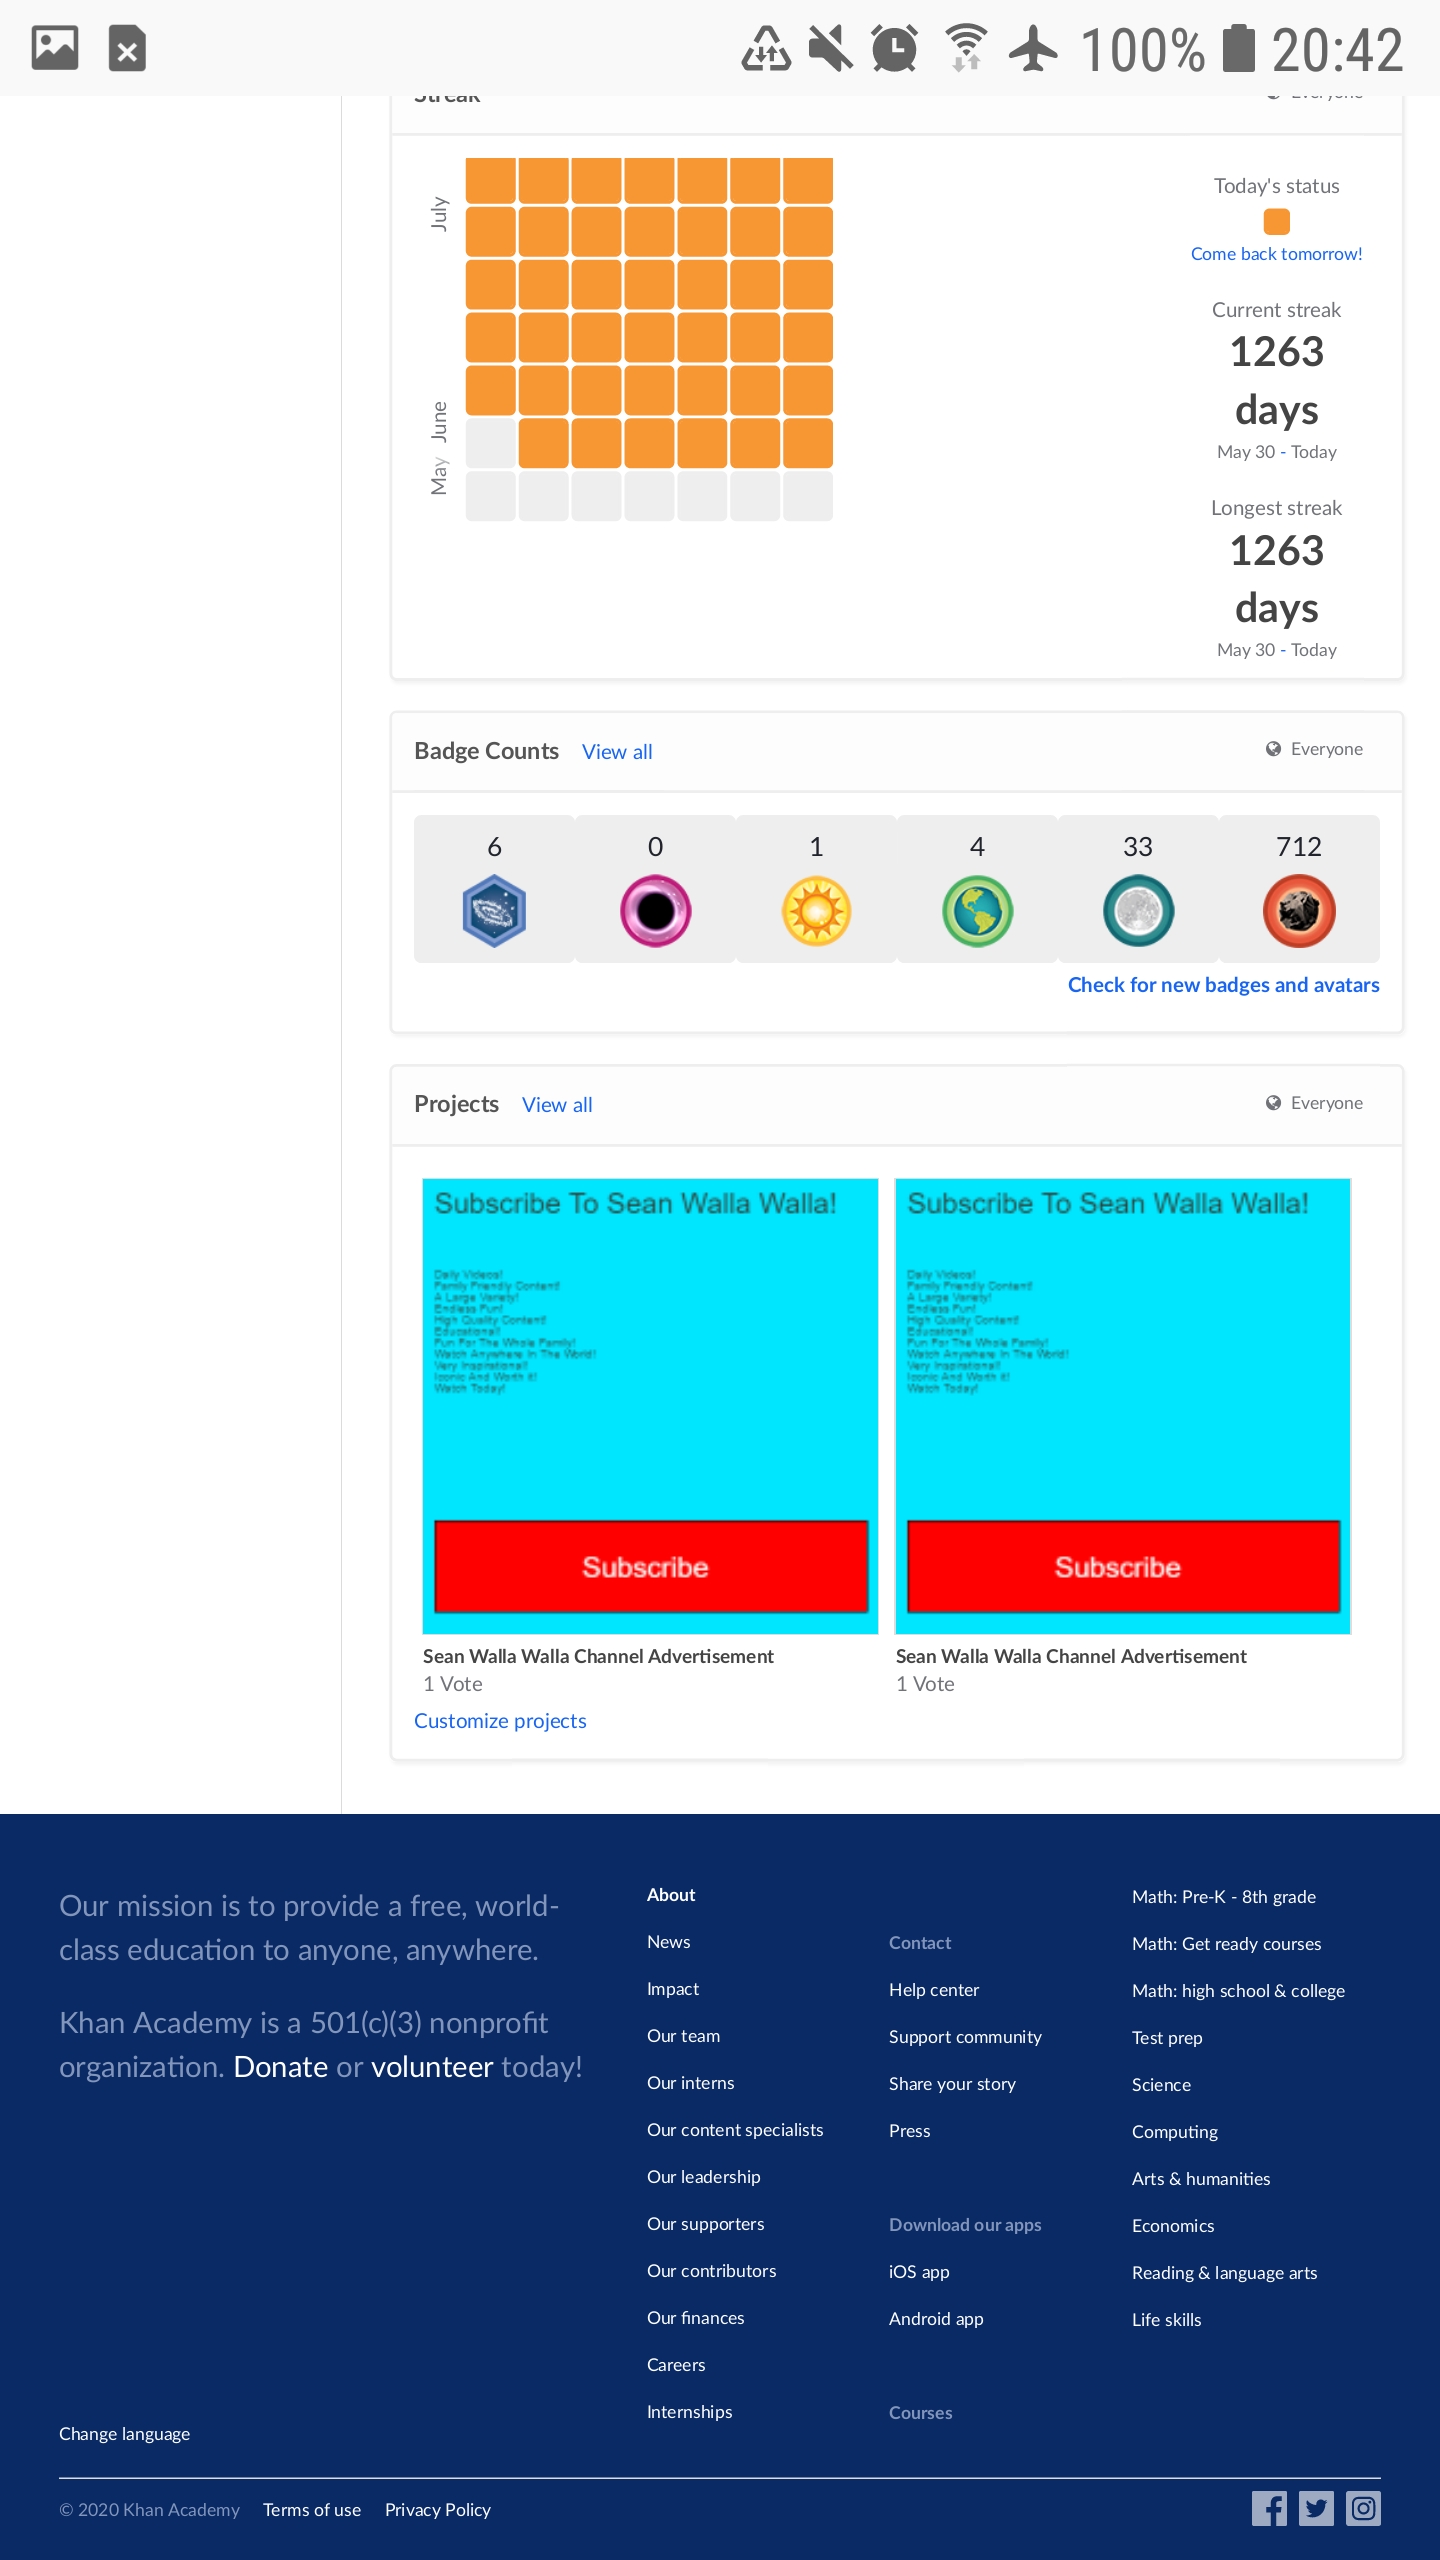 100% 20:42
Streak
Everyone
July
June
May
Today's status
Come back tomorrow!
Current streak
1263
days
May 30 - Today
Longest streak
1263
days
May 30 - Today
Badge Counts View all
Everyone
6 0 1 4 33 712
Check for new badges and avatars
Projects View all
Everyone
Subscribe To Sean Walla Walla!
Daily Videos!
Family Friendly Content!
A Large Variety!
Endless Fun!
High Quality Content!
Educational!
Fun For The Whole Family!
Watch Anywhere In The World!
Very Inspirational!
Iconic And Worth It!
Watch Today!
Subscribe
Sean Walla Walla Channel Advertisement
1 Vote
Subscribe To Sean Walla Walla!
Daily Videos!
Family Friendly Content!
A Large Variety!
Endless Fun!
High Quality Content!
Educational!
Fun For The Whole Family!
Watch Anywhere In The World!
Very Inspirational!
Iconic And Worth It!
Watch Today!
Subscribe
Sean Walla Walla Channel Advertisement
1 Vote
Customize projects
Our mission is to provide a free, world-
class education to anyone, anywhere.
Khan Academy is a 501(c)(3) nonprofit
organization. Donate or volunteer today!
About
News
Impact
Our team
Our interns
Our content specialists
Our leadership
Our supporters
Our contributors
Our finances
Careers
Internships
Contact
Help center
Support community
Share your story
Press
Download our apps
iOS app
Android app
Courses
Math: Pre-K - 8th grade
Math: Get ready courses
Math: high school & college
Test prep
Science
Computing
Arts & humanities
Economics
Reading & language arts
Life skills
Change language
© 2020 Khan Academy Terms of use Privacy Policy